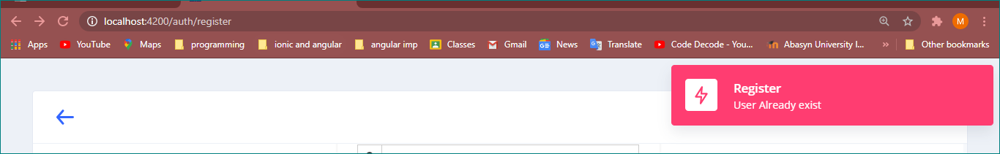 localhost:4200/auth/register
M
Apps YouTube Maps programming ionic and angular angular imp Classes Gmail News Translate Code Decode - You... Abasyn University I... » Other bookmarks
Register
User Already exist